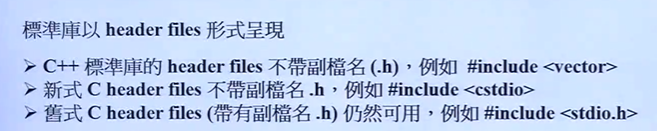 標準庫以 header files 形式呈現
➢ C++ 標準庫的 header files 不帶副檔名 (.h)，例如 #include <vector>
➢ 新式 C header files 不帶副檔名 .h，例如 #include <cstdio>
➢ 舊式 C header files (帶有副檔名 .h) 仍然可用，例如 #include <stdio.h>